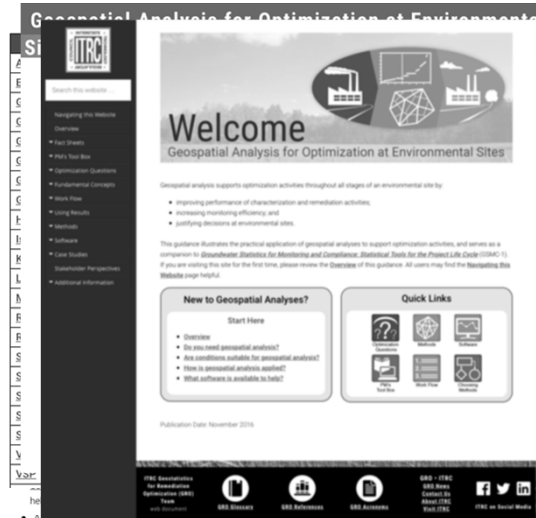 Geospatial Analysis for Optimization at Environmental
Si
ITRC
Search this website ...
Navigating this Website
Overview
Fact Sheets
PM's Tool Box
Optimization Questions
Fundamental Concepts
Work Flow
Using Results
Methods
Software
Case Studies
Stakeholder Perspectives
Additional Information
Welcome
Geospatial Analysis for Optimization at Environmental Sites
Geospatial analysis supports optimization activities throughout all stages of an environmental site by:
improving performance of characterization and remediation activities;
increasing monitoring efficiency; and
justifying decisions at environmental sites.
This guidance illustrates the practical application of geospatial analyses to support optimization activities, and serves as a
companion to Groundwater Statistics for Monitoring and Compliance: Statistical Tools for the Project Life Cycle (GSMC-1).
If you are visiting this site for the first time, please review the Overview of this guidance. All users may find the Navigating this
Website page helpful.
New to Geospatial Analyses?
Start Here
Overview
Do you need geospatial analysis?
Are conditions suitable for geospatial analysis?
How is geospatial analysis applied?
What software is available to help?
Quick Links
Optimization
Questions
Methods
Software
PM's
Tool Box
Work Flow
Choosing
Methods
Publication Date: November 2016
ITRC Geostatistics
for Remediation
Optimization (GRO)
Team
web document
GRO Glossary
GRO References
GRO Acronyms
GRO - ITRC
GRO News
Contact Us
About ITRC
Visit ITRC
ITRC on Social Media
VSP
he